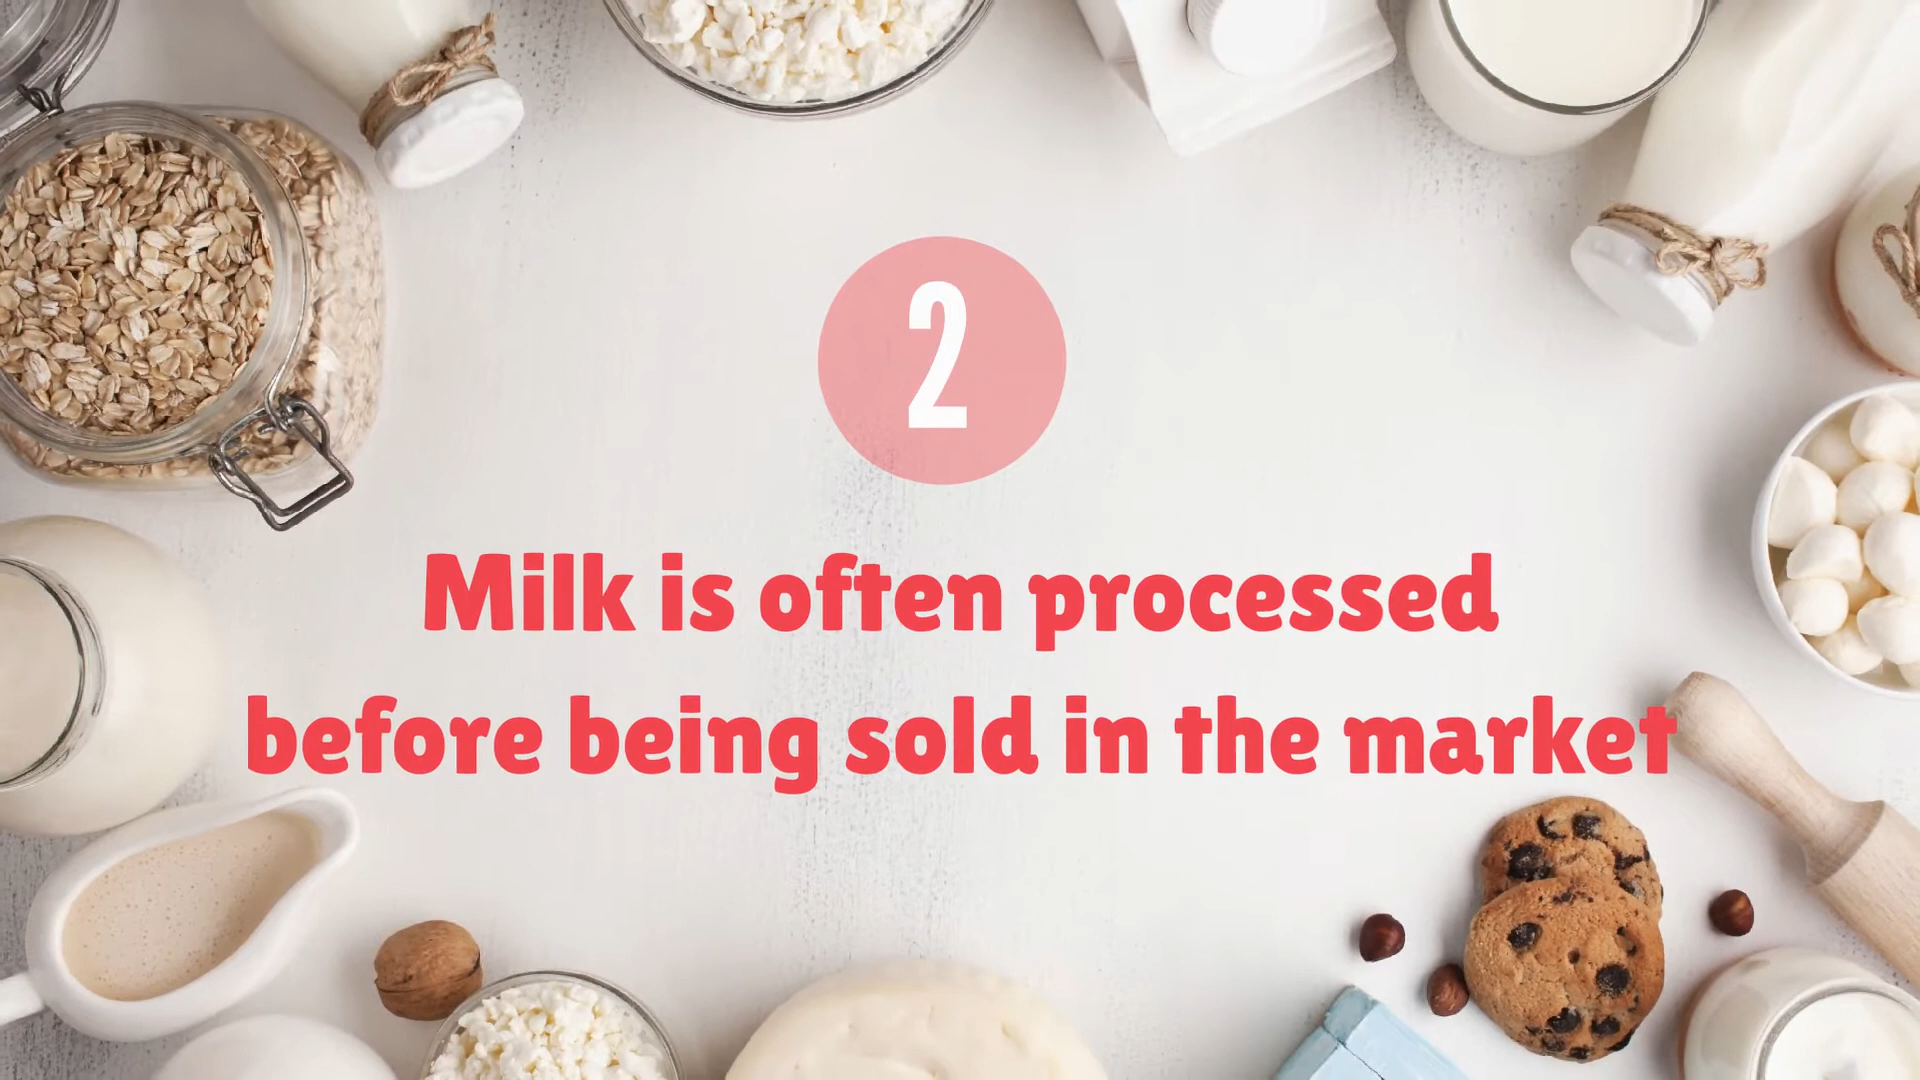 2
Milk is often processed
before being sold in the market